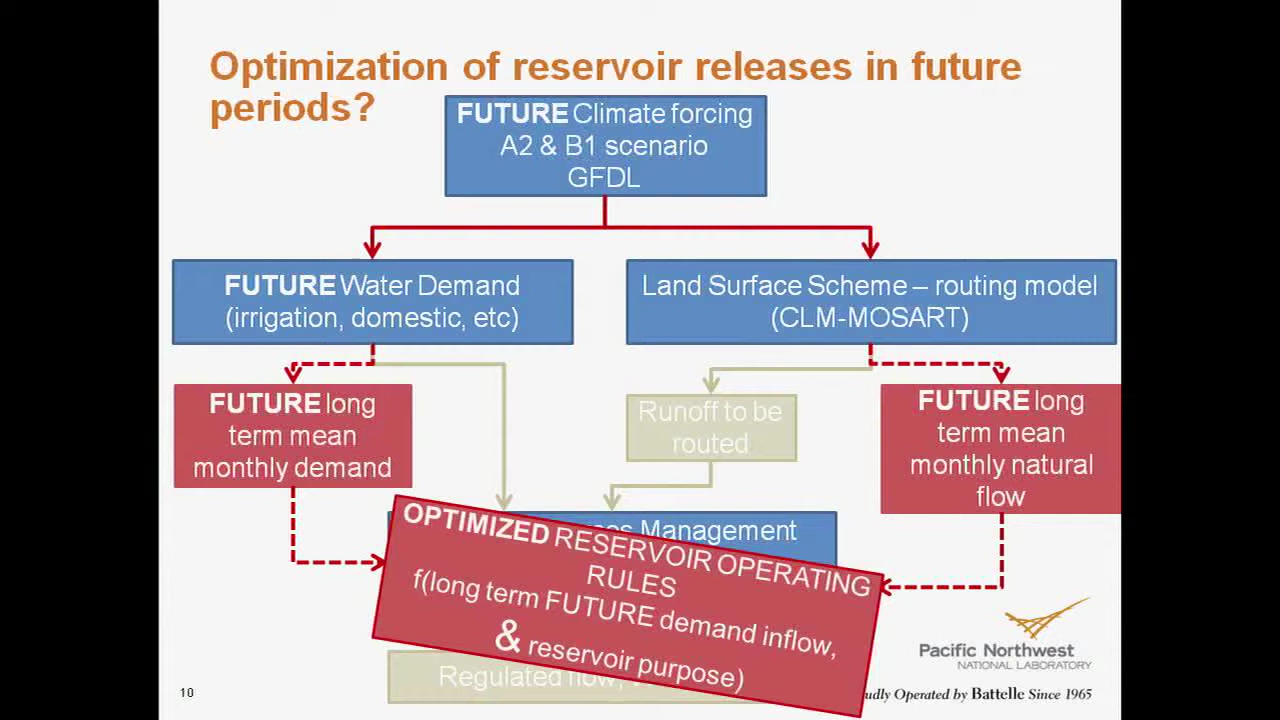 Optimization of reservoir releases in future
periods?
FUTURE Climate forcing
A2 & B1 scenario
GFDL
FUTURE Water Demand
(irrigation, domestic, etc)
Land Surface Scheme – routing model
(CLM-MOSART)
FUTURE long
term mean
monthly demand
Runoff to be
routed
FUTURE long
term mean
monthly natural
flow
Management
OPTIMIZED RESERVOIR OPERATING
RULES
f(long term FUTURE demand inflow,
& reservoir purpose)
Regulated flow,
Pacific Northwest
NATIONAL LABORATORY
Operated by Battelle Since 1965
10